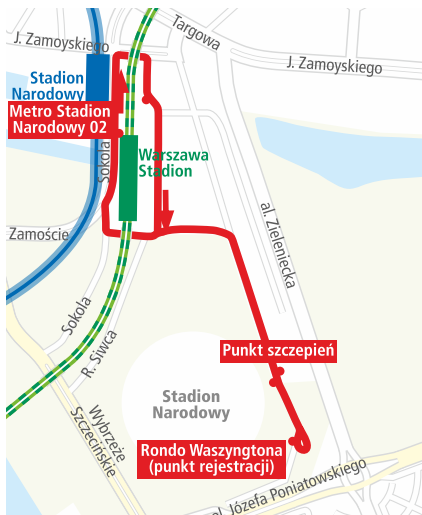 Targowa
J. Zamoyskiego
J. Zamoyskiego
Stadion
Narodowy
Metro Stadion
Narodowy 02
Sokola
Warszawa
Stadion
al. Zieleniecka
Zamoście
Sokola
R. Siwca
Punkt szczepień
Stadion
Narodowy
Wybrzeże
Szczecińskie
Rondo Waszyngtona
(punkt rejestracji)
al. Józefa Poniatowskiego